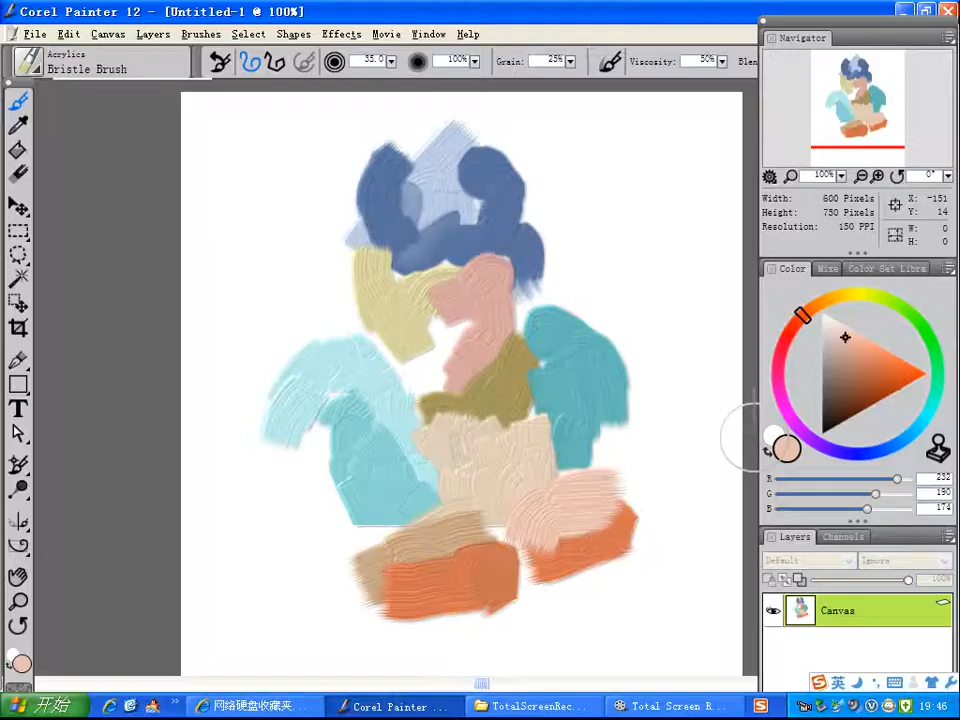 Corel Painter 12 - [Untitled-1 @ 100%]
File Edit Canvas Layers Brushes Select Shapes Effects Movie Window Help
Acrylics
Bristle Brush
35.0
100%
Grain: 25%
Viscosity: 50%
Blen
Navigator
100%
0°
Width: 600 Pixels
Height: 750 Pixels
Resolution: 150 PPI
X: -151
Y: 14
W: 0
H: 0
Color Mixe Color Set Libra
R 232
G 190
B 174
Layers Channels
Default Ignore
100%
Canvas
T
英
开始
网络硬盘收藏夹...
Corel Painter ...
TotalScreenRec...
Total Screen R...
19:46